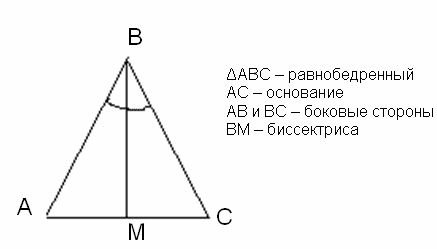 B
ΔABC – равнобедренный
AC – основание
AB и BC – боковые стороны
BM – биссектриса
A
M
C